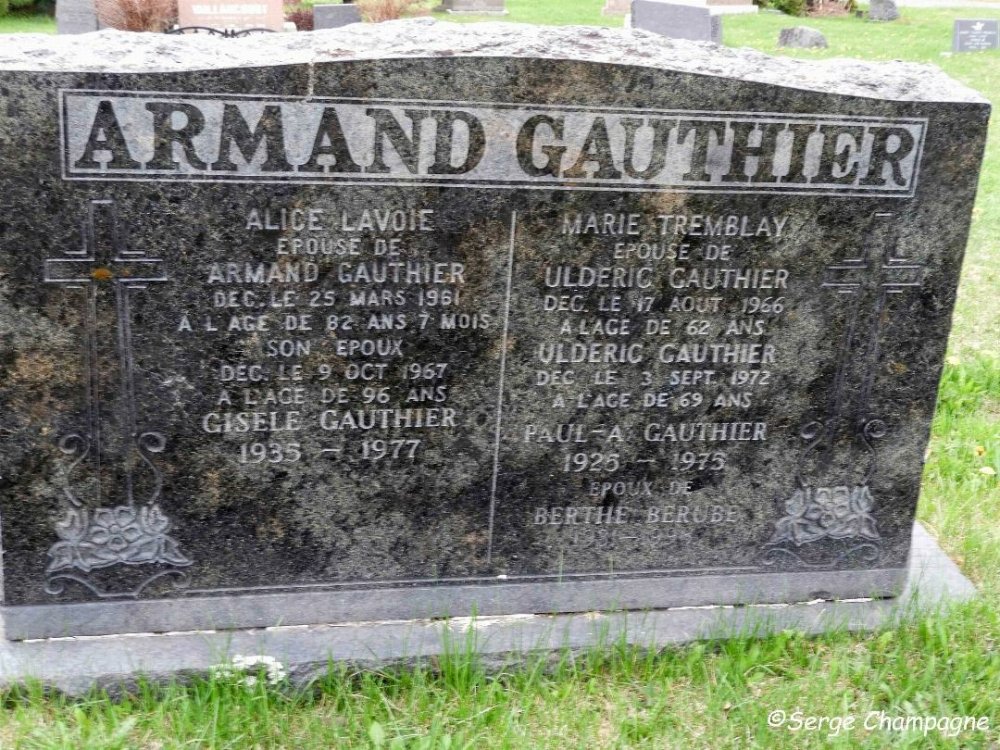 ARMAND GAUTHIER
ALICE LAVOIE
EPOUSE DE
ARMAND GAUTHIER
DEC. LE 25 MARS 1961
A L AGE DE 82 ANS 7 MOIS
SON EPOUX
DEC. LE 9 OCT 1967
A L'AGE DE 96 ANS
GISELE GAUTHIER
1935 - 1977
MARIE TREMBLAY
EPOUSE DE
ULDERIC GAUTHIER
DEC. LE 17 AOUT 1966
A L'AGE DE 62 ANS
ULDERIC GAUTHIER
DEC LE 3 SEPT. 1972
A L'AGE DE 69 ANS
PAUL-A GAUTHIER
1925 - 1975
EPOUX DE
BERTHE BERUBE
©Serge Champagne